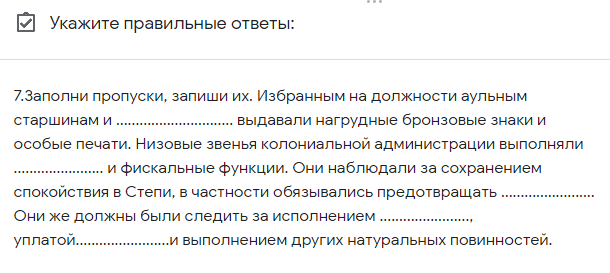 Укажите правильные ответы:
7.Заполни пропуски, запиши их. Избранным на должности аульным
старшинам и .............................. выдавали нагрудные бронзовые знаки и
особые печати. Низовые звенья колониальной администрации выполняли
....................... и фискальные функции. Они наблюдали за сохранением
спокойствия в Степи, в частности обязывались предотвращать ........................
Они же должны были следить за исполнением .......................,
уплатой........................и выполнением других натуральных повинностей.